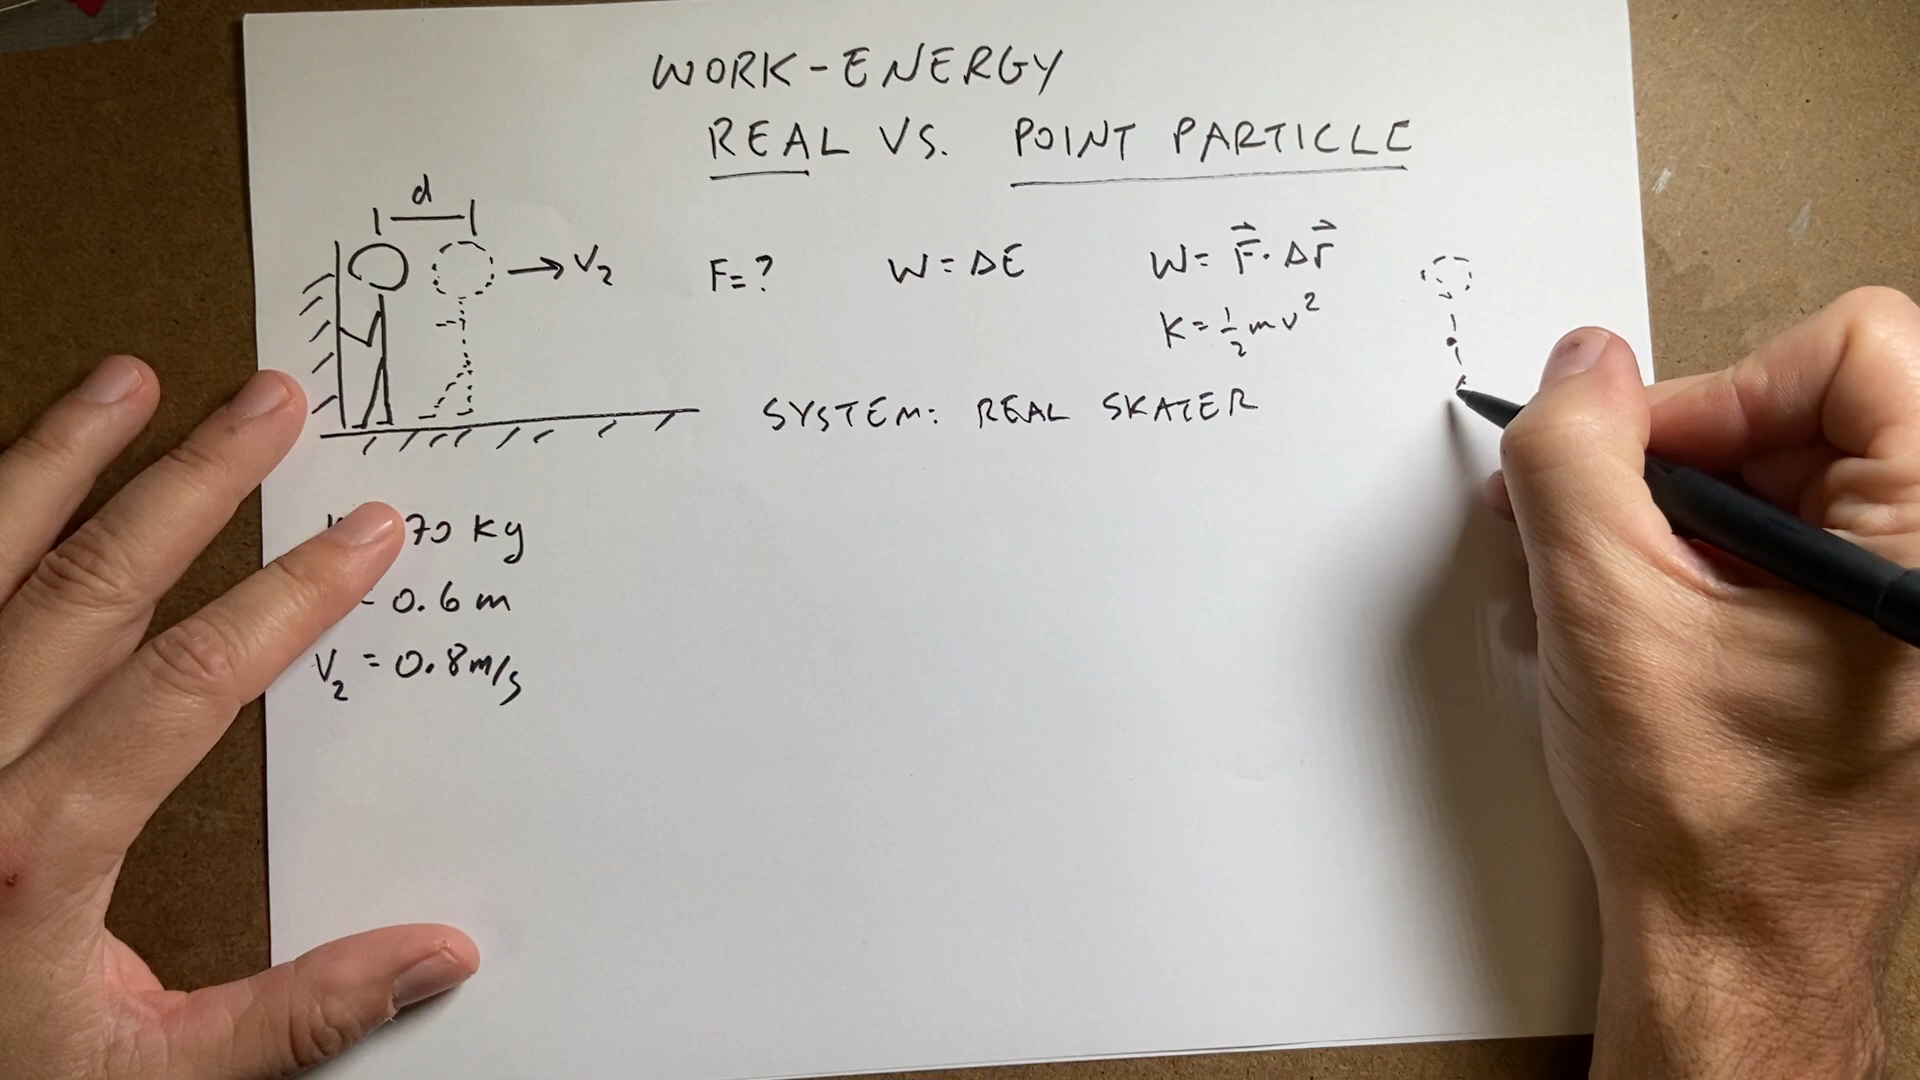 WORK-ENERGY
REAL VS. POINT PARTICLE
d
V2
F=?
W=ΔE
W= F⃗·Δr⃗
K=½mv²
SYSTEM: REAL SKATER
70 kg
= 0.6 m
V2 = 0.8m/s